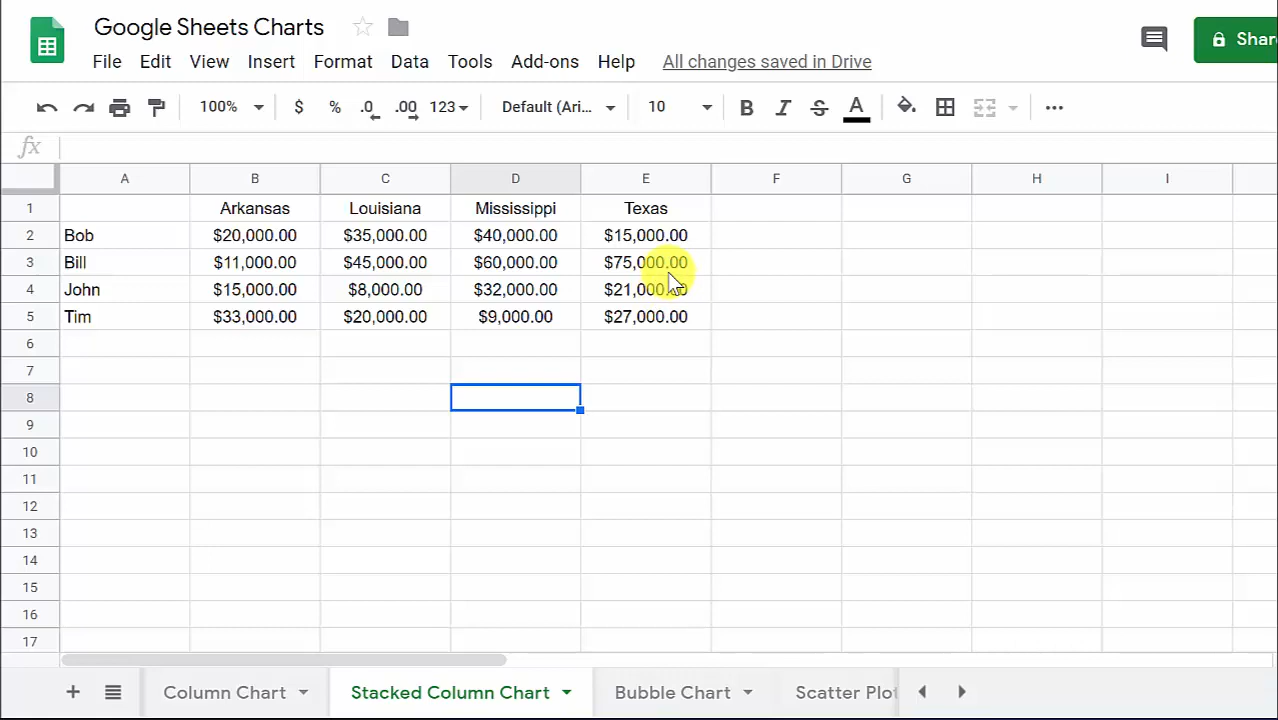 Google Sheets Charts
File Edit View Insert Format Data Tools Add-ons Help All changes saved in Drive
100% $ % .0 .00 123 Default (Ari... 10 B I S A
fx
A B C D E F G H I
1 Arkansas Louisiana Mississippi Texas
2 Bob $20,000.00 $35,000.00 $40,000.00 $15,000.00
3 Bill $11,000.00 $45,000.00 $60,000.00 $75,000.00
4 John $15,000.00 $8,000.00 $32,000.00 $21,000.00
5 Tim $33,000.00 $20,000.00 $9,000.00 $27,000.00
6
7
8
9
10
11
12
13
14
15
16
17
Column Chart Stacked Column Chart Bubble Chart Scatter Plo